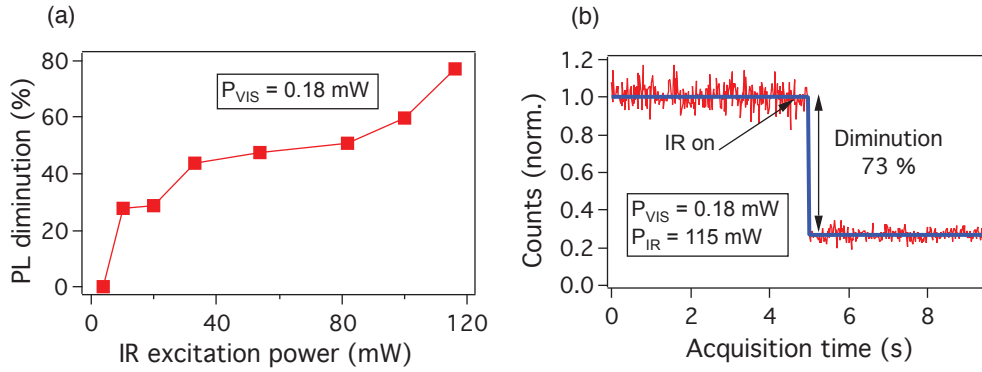 (a)
PL diminution (%)
80
60
40
20
0
P_VIS = 0.18 mW
0
40
80
120
IR excitation power (mW)
(b)
Counts (norm.)
1.2
1.0
0.8
0.6
0.4
0.2
0.0
IR on
Diminution
73 %
P_VIS = 0.18 mW
P_IR = 115 mW
0
2
4
6
8
Acquisition time (s)